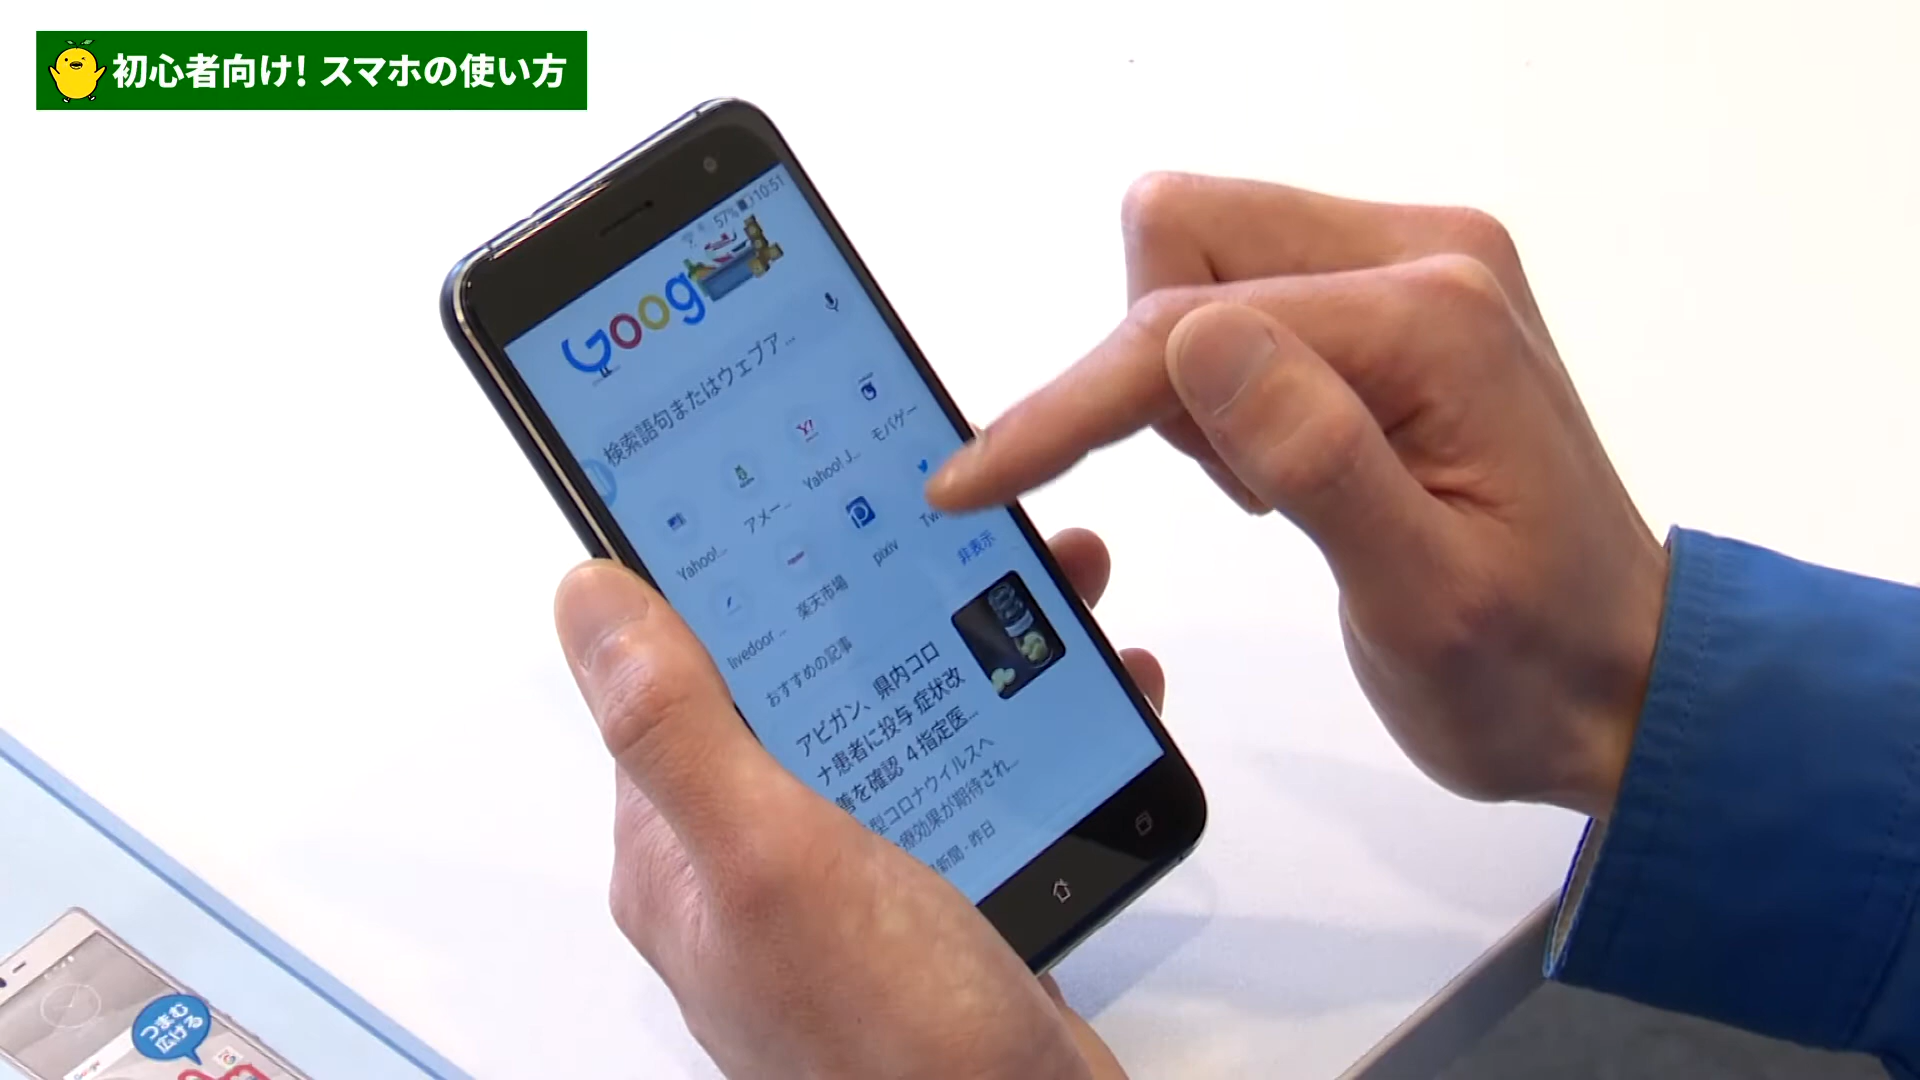 初心者向け! スマホの使い方
57% 10:51
Goog
検索語句またはウェブア...
Yahoo!... アメー... Yahoo! J... モバゲー
livedoor ... 楽天市場 pixiv Tw
非表示
おすすめの記事
アビガン、県内コロ
ナ患者に投与 症状改
善を確認 4指定医...
型コロナウイルスへ
療効果が期待され...
新聞 - 昨日
つまむ
広げる
Google